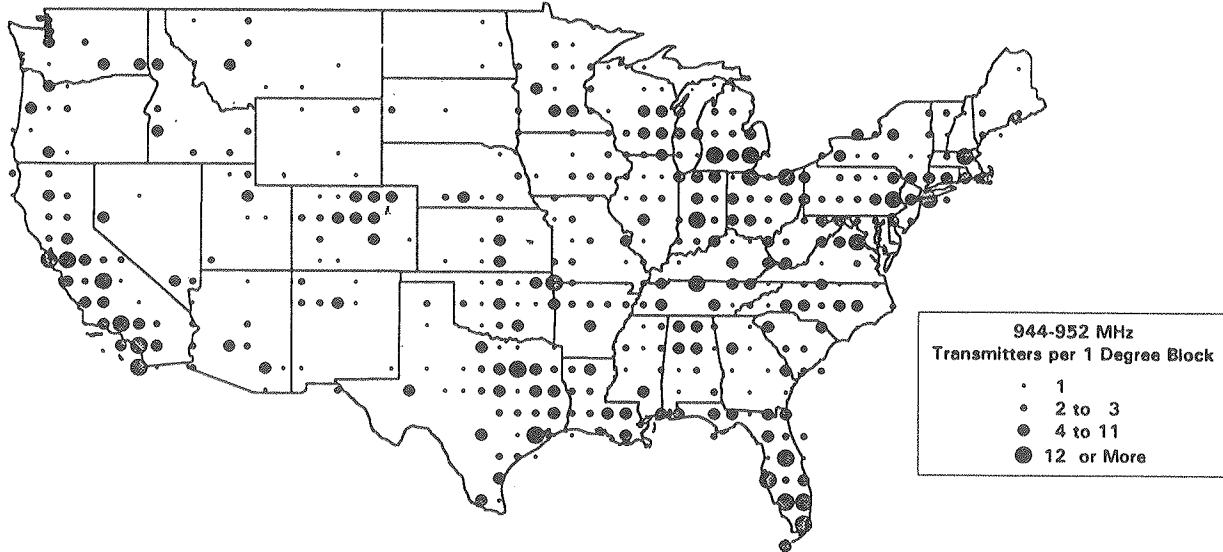 944-952 MHz
Transmitters per 1 Degree Block
1
2 to 3
4 to 11
12 or More